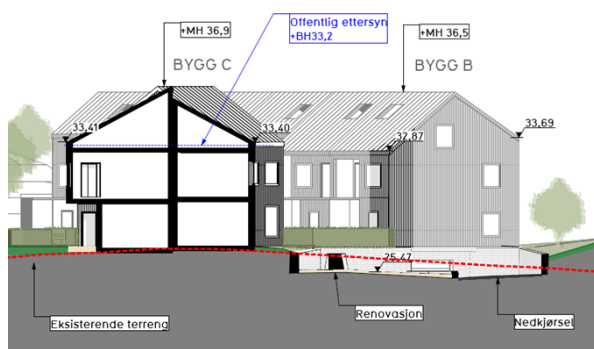 Offentlig ettersyn
+BH33,2
+MH 36,9
+MH 36,5
BYGG C
BYGG B
33,41
33,40
32,87
33,69
25,47
Renovasjon
Eksisterende terreng
Nedkjørsel